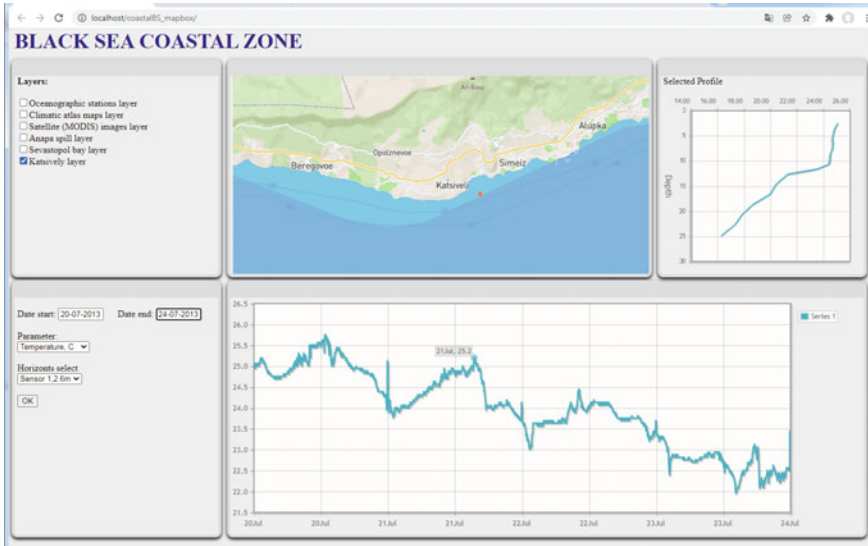 localhost/coastalBS_mapbox/
BLACK SEA COASTAL ZONE
Layers:
Oceanographic stations layer
Climatic atlas maps layer
Satellite (MODIS) images layer
Anapa spill layer
Sevastopol bay layer
Katsively layer
Beregovoe
Opolznevoe
Katsiveli
Simeiz
Alupka
Selected Profile
14.00 16.00 18.00 20.00 22.00 24.00 26.00
5
10
15
20
25
30
Depth
Date start: 20-07-2013 Date end: 24-07-2013
Parameter:
Temperature, C
Horizonts select
Sensor 1.2 6m
OK
26.5
26.0
25.5
25.0
24.5
24.0
23.5
23.0
22.5
22.0
21.5
21Jul, 25.2
20Jul 20Jul 21Jul 21Jul 22Jul 22Jul 23Jul 23Jul 24Jul
Series 1